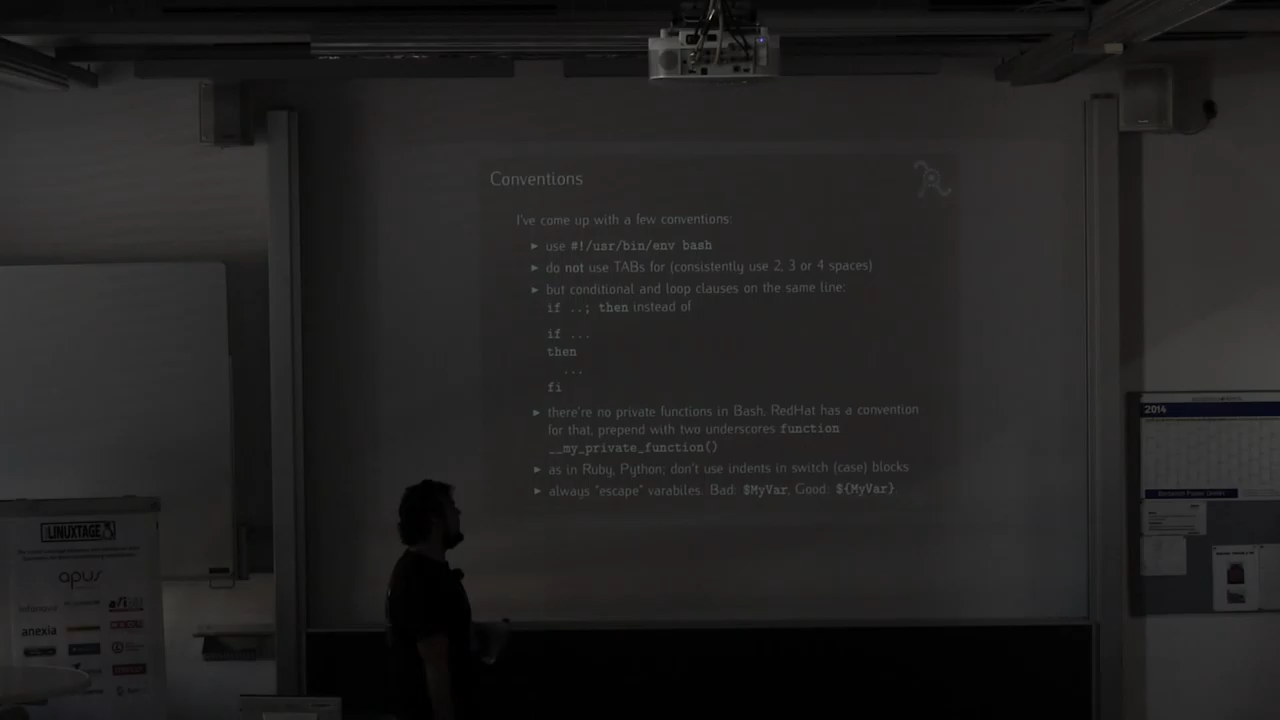 Conventions
I've come up with a few conventions:
▸ use #!/usr/bin/env bash
▸ do not use TABs for (consistently use 2, 3 or 4 spaces)
▸ but conditional and loop clauses on the same line:
if ..; then instead of
if ...
then
...
fi
▸ there're no private functions in Bash. RedHat has a convention
for that, prepend with two underscores function
__my_private_function()
▸ as in Ruby, Python; don't use indents in switch (case) blocks
▸ always "escape" varabiles. Bad: $MyVar, Good: ${MyVar}.
2014
LINUXTAGE
apus
infonova
anexia